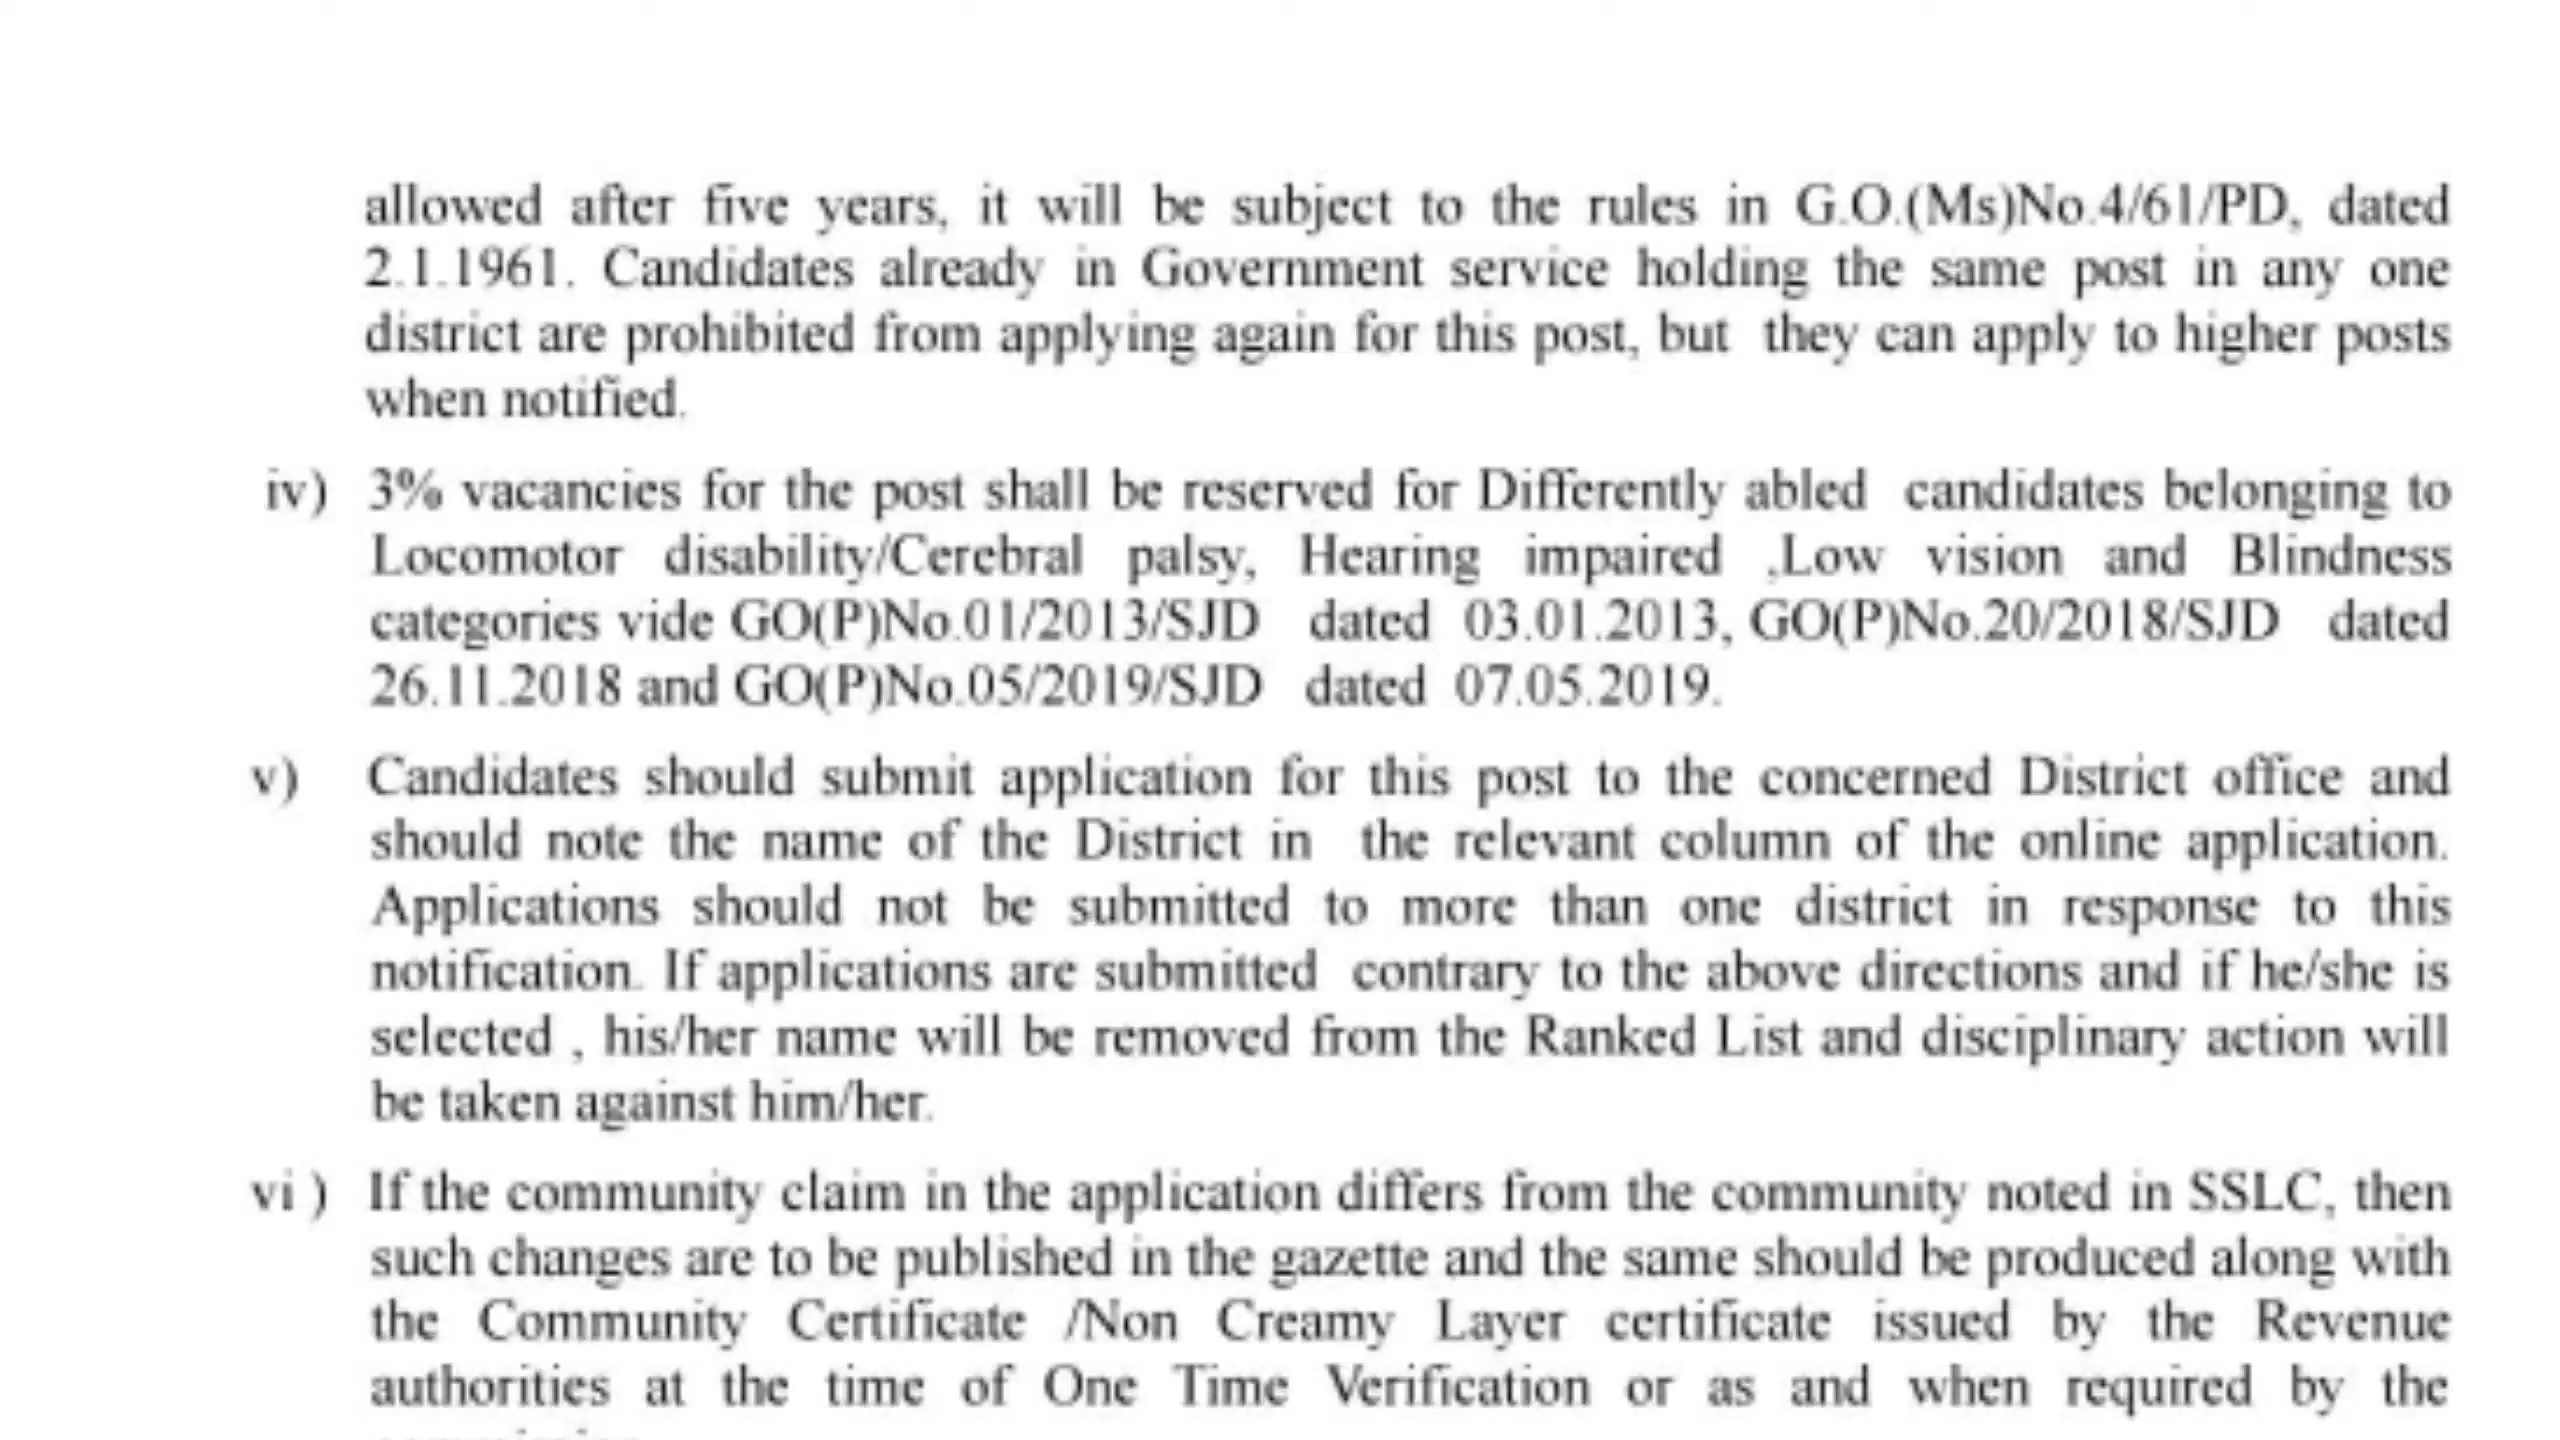 allowed after five years, it will be subject to the rules in G.O.(Ms)No.4/61/PD, dated
2.1.1961. Candidates already in Government service holding the same post in any one
district are prohibited from applying again for this post, but they can apply to higher posts
when notified.
iv) 3% vacancies for the post shall be reserved for Differently abled candidates belonging to
Locomotor disability/Cerebral palsy, Hearing impaired ,Low vision and Blindness
categories vide GO(P)No.01/2013/SJD dated 03.01.2013, GO(P)No.20/2018/SJD dated
26.11.2018 and GO(P)No.05/2019/SJD dated 07.05.2019.
v) Candidates should submit application for this post to the concerned District office and
should note the name of the District in the relevant column of the online application.
Applications should not be submitted to more than one district in response to this
notification. If applications are submitted contrary to the above directions and if he/she is
selected , his/her name will be removed from the Ranked List and disciplinary action will
be taken against him/her.
vi ) If the community claim in the application differs from the community noted in SSLC, then
such changes are to be published in the gazette and the same should be produced along with
the Community Certificate /Non Creamy Layer certificate issued by the Revenue
authorities at the time of One Time Verification or as and when required by the